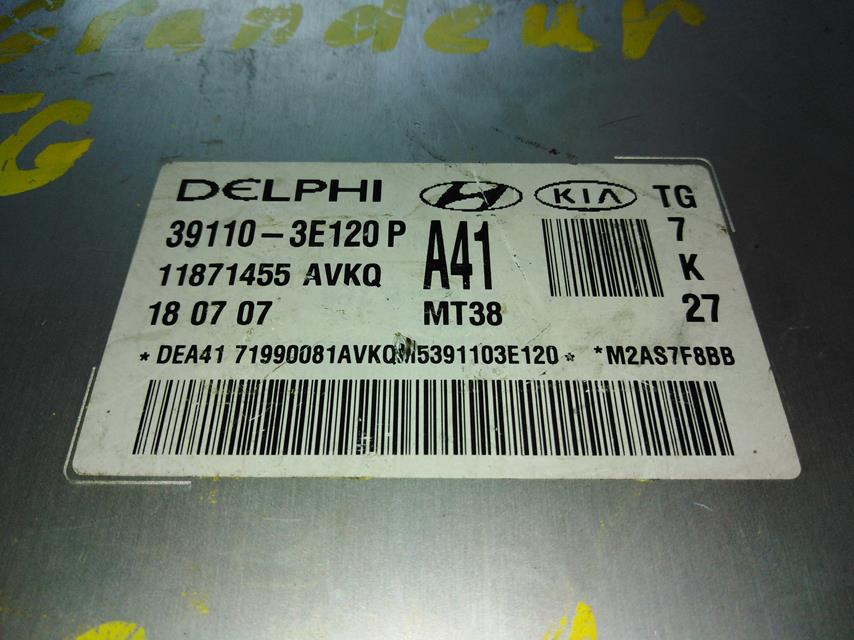 Grandeur
TG
DELPHI KIA TG
39110-3E120 P A41 7
11871455 AVKQ K
18 07 07 MT38 27
* DEA41 71990081AVKQM5391103E120 * *M2AS7F8BB